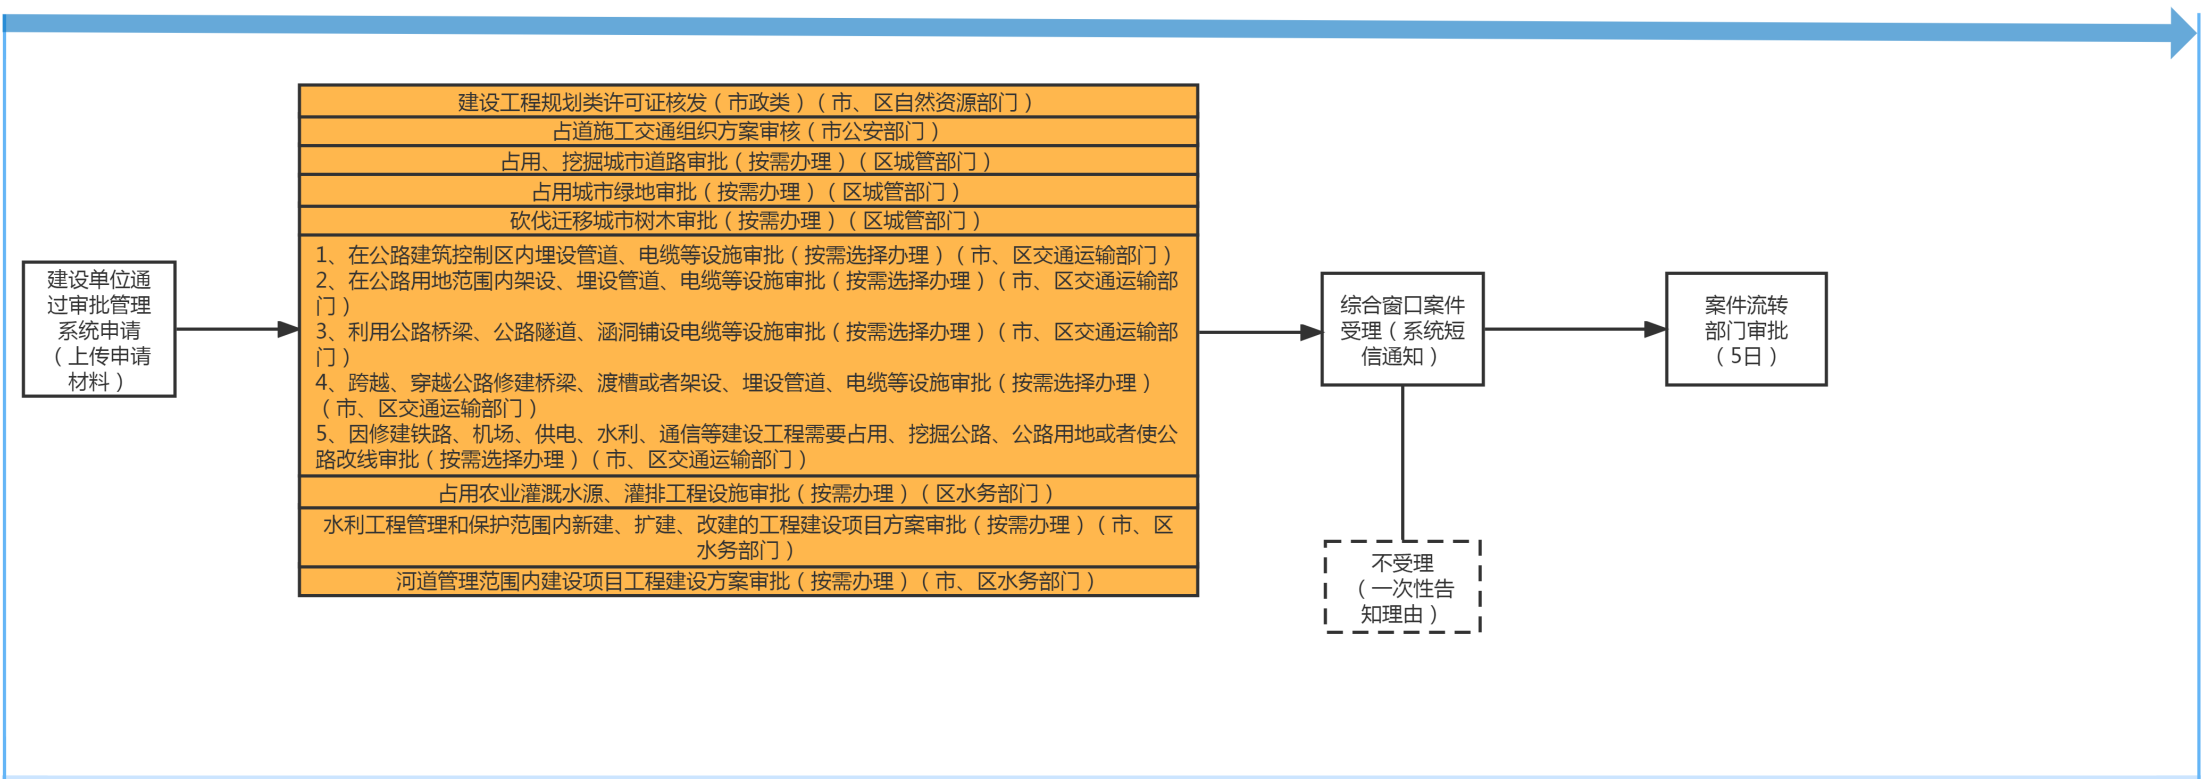 建设单位通
过审批管理
系统申请
（上传申请
材料）
建设工程规划类许可证核发（市政类）（市、区自然资源部门）
占道施工交通组织方案审核（市公安部门）
占用、挖掘城市道路审批（按需办理）（区城管部门）
占用城市绿地审批（按需办理）（区城管部门）
砍伐迁移城市树木审批（按需办理）（区城管部门）
1、在公路建筑控制区内埋设管道、电缆等设施审批（按需选择办理）（市、区交通运输部门）
2、在公路用地范围内架设、埋设管道、电缆等设施审批（按需选择办理）（市、区交通运输部
门）
3、利用公路桥梁、公路隧道、涵洞铺设电缆等设施审批（按需选择办理）（市、区交通运输部
门）
4、跨越、穿越公路修建桥梁、渡槽或者架设、埋设管道、电缆等设施审批（按需选择办理）
（市、区交通运输部门）
5、因修建铁路、机场、供电、水利、通信等建设工程需要占用、挖掘公路、公路用地或者使公
路改线审批（按需选择办理）（市、区交通运输部门）
占用农业灌溉水源、灌排工程设施审批（按需办理）（区水务部门）
水利工程管理和保护范围内新建、扩建、改建的工程建设项目方案审批（按需办理）（市、区
水务部门）
河道管理范围内建设项目工程建设方案审批（按需办理）（市、区水务部门）
综合窗口案件
受理（系统短
信通知）
不受理
（一次性告
知理由）
案件流转
部门审批
（5日）